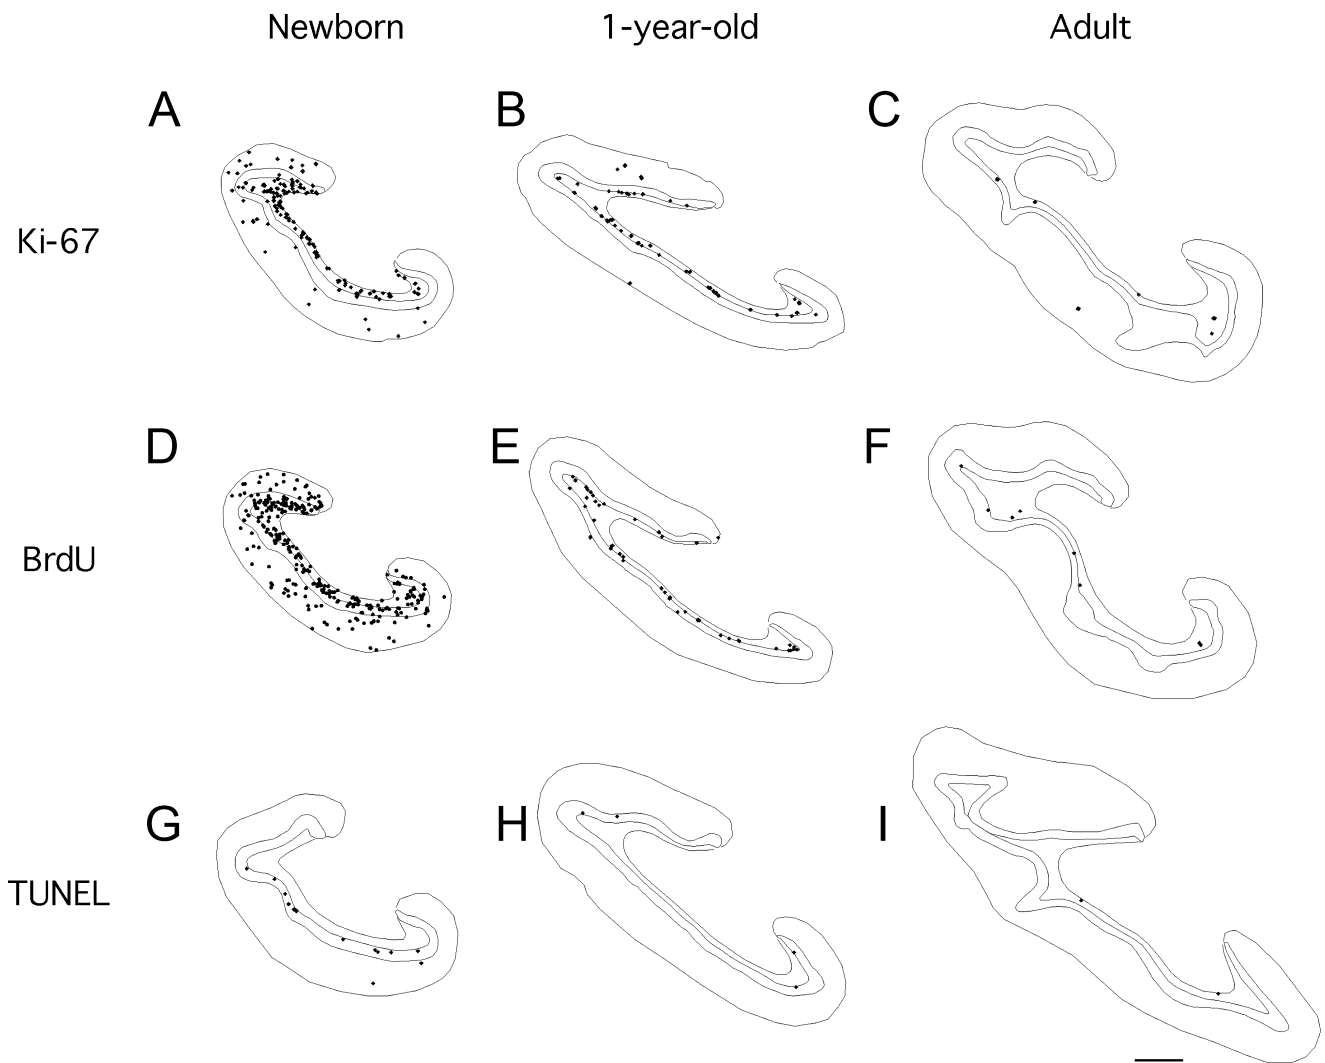 Newborn 1-year-old Adult
A B C
Ki-67
D E F
BrdU
G H I
TUNEL